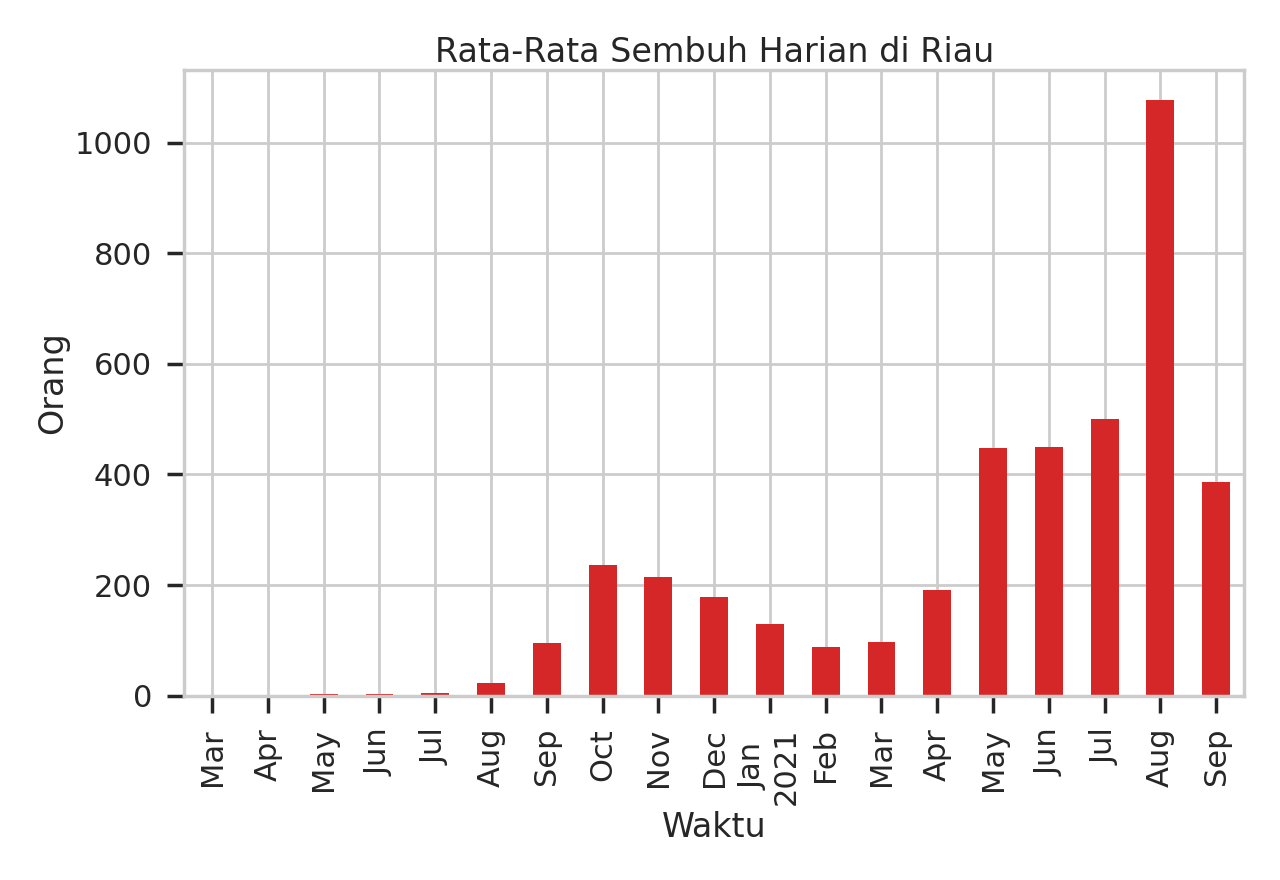 Rata-Rata Sembuh Harian di Riau
1000
800
600
400
200
0
Orang
Mar
Apr
May
Jun
Jul
Aug
Sep
Oct
Nov
Dec
Jan
2021
Feb
Mar
Apr
May
Jun
Jul
Aug
Sep
Waktu